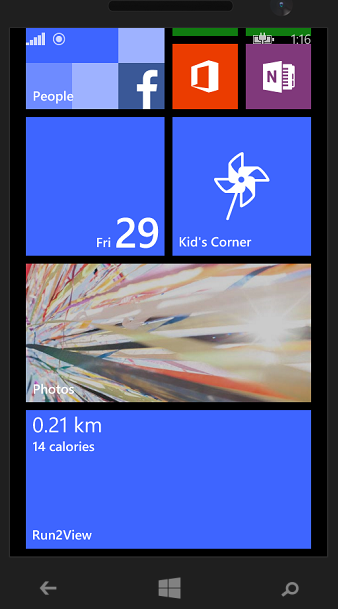 1:16
People
f
N
Fri 29
Kid's Corner
Photos
0.21 km
14 calories
Run2View